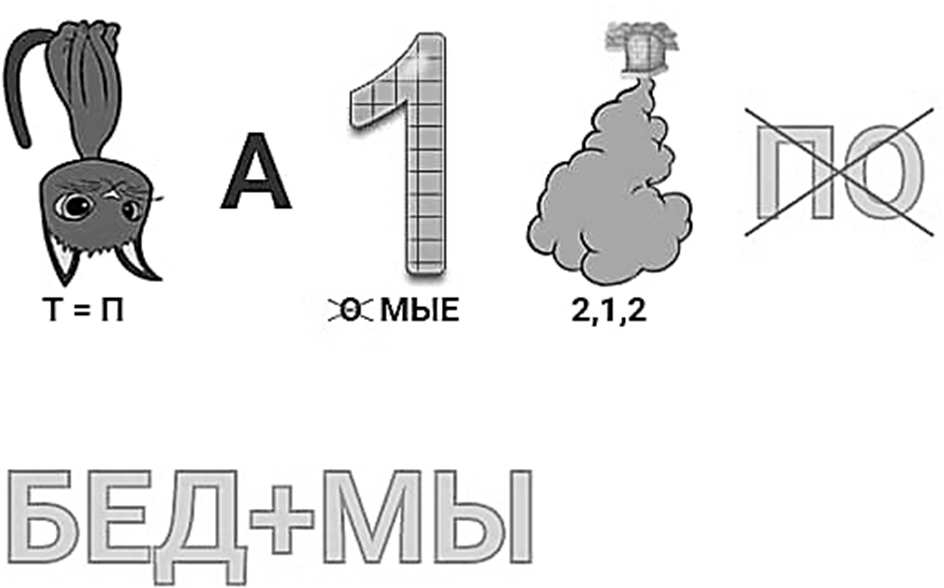 А 1 ПО
Т = П О МЫЕ 2,1,2
БЕД+МЫ